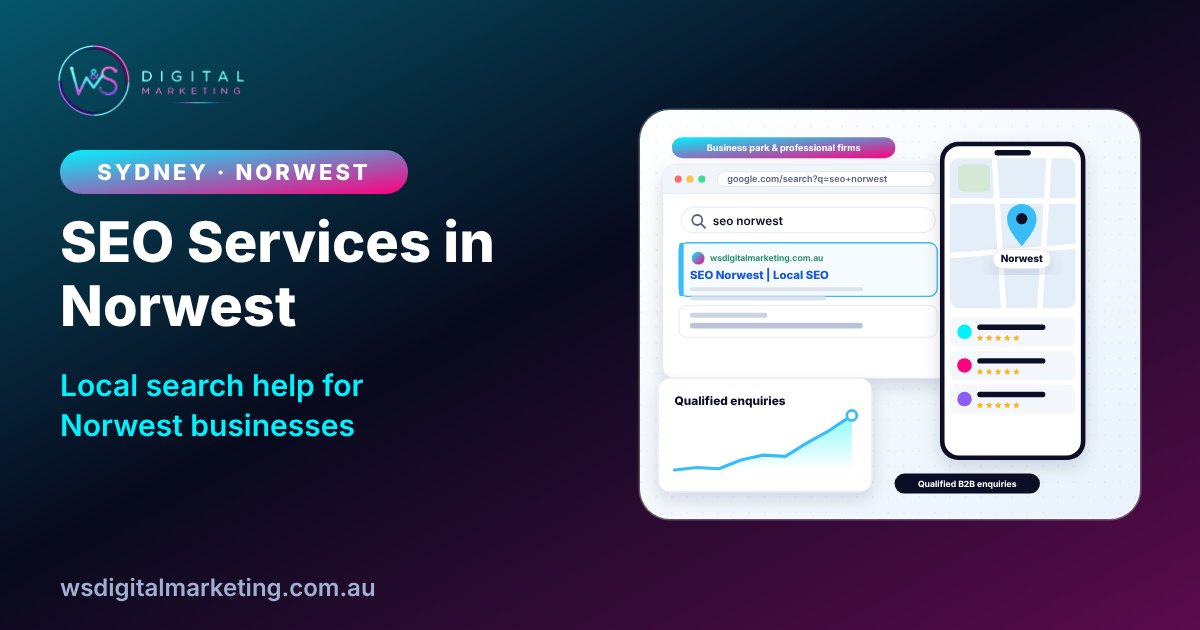 W&S DIGITAL
MARKETING
SYDNEY · NORWEST
SEO Services in
Norwest
Local search help for
Norwest businesses
wsdigitalmarketing.com.au
Business park & professional firms
google.com/search?q=seo+norwest
seo norwest
wsdigitalmarketing.com.au
SEO Norwest | Local SEO
Norwest
Qualified enquiries
Qualified B2B enquiries